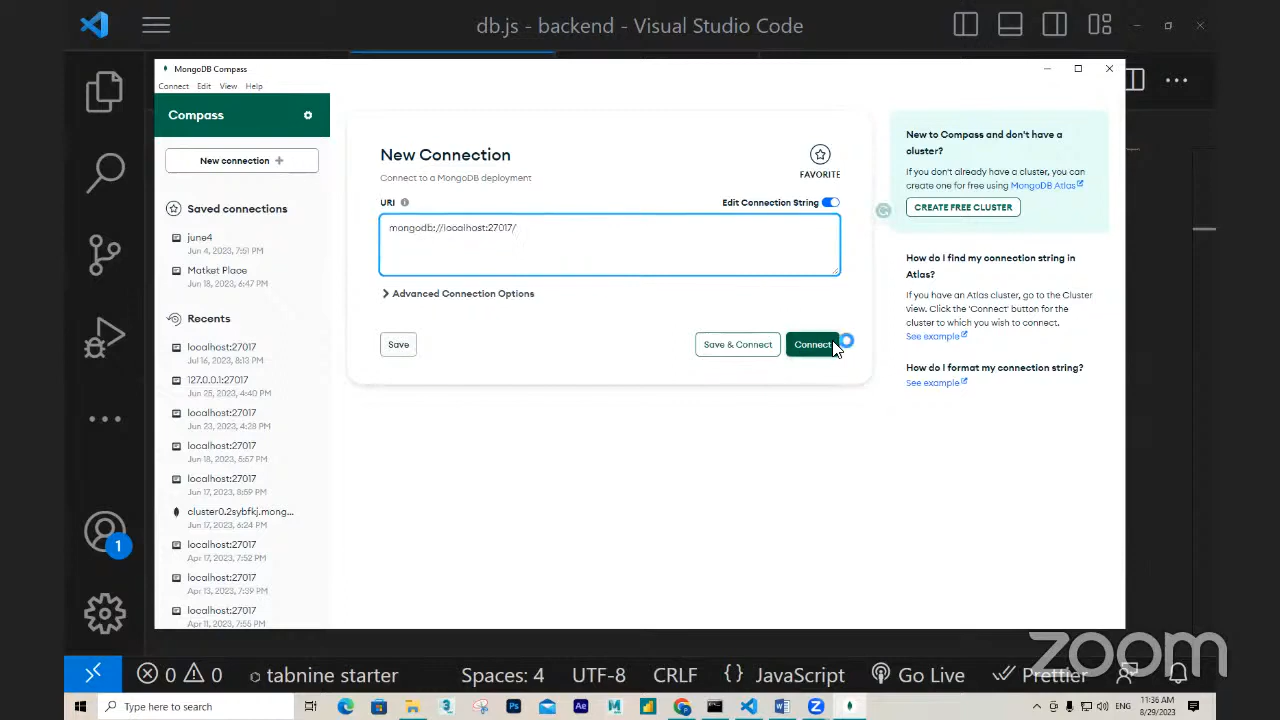 db.js - backend - Visual Studio Code
MongoDB Compass
Connect Edit View Help
Compass
New connection +
Saved connections
june4
Jun 4, 2023, 7:51 PM
Matket Place
Jun 18, 2023, 6:47 PM
Recents
localhost:27017
Jul 16, 2023, 8:13 PM
127.0.0.1:27017
Jun 25, 2023, 4:40 PM
localhost:27017
Jun 23, 2023, 4:28 PM
localhost:27017
Jun 18, 2023, 5:57 PM
localhost:27017
Jun 17, 2023, 8:59 PM
cluster0.2sybfkj.mong...
Jun 17, 2023, 6:24 PM
localhost:27017
Apr 17, 2023, 7:52 PM
localhost:27017
Apr 13, 2023, 7:39 PM
localhost:27017
Apr 11, 2023, 7:55 PM
New Connection
Connect to a MongoDB deployment
FAVORITE
URI
Edit Connection String
mongodb://localhost:27017/
Advanced Connection Options
Save
Save & Connect
Connect
New to Compass and don't have a
cluster?
If you don't already have a cluster, you can
create one for free using MongoDB Atlas
CREATE FREE CLUSTER
How do I find my connection string in
Atlas?
If you have an Atlas cluster, go to the Cluster
view. Click the 'Connect' button for the
cluster to which you wish to connect.
See example
How do I format my connection string?
See example
1
zoom
0 0 tabnine starter Spaces: 4 UTF-8 CRLF {} JavaScript Go Live Prettier
Type here to search
ENG
11:36 AM
8/29/2023